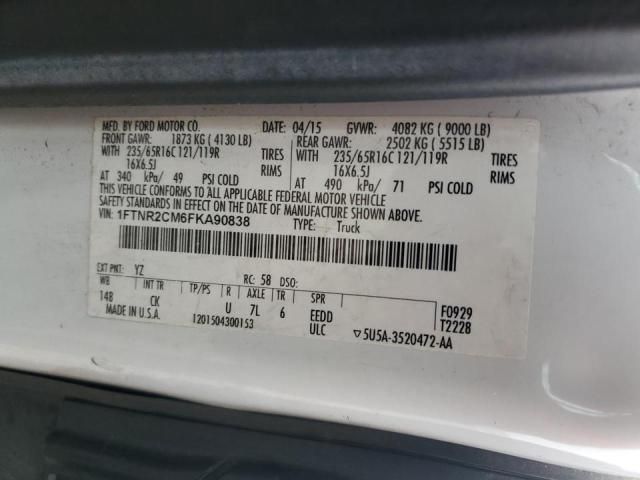 MFD. BY FORD MOTOR CO. DATE: 04/15 GVWR: 4082 KG ( 9000 LB)
FRONT GAWR: 1873 KG ( 4130 LB) REAR GAWR: 2502 KG ( 5515 LB)
WITH 235/65R16C 121/119R TIRES WITH 235/65R16C 121/119R TIRES
16X6.5J RIMS 16X6.5J RIMS
AT 340 kPa/ 49 PSI COLD AT 490 kPa/ 71 PSI COLD
THIS VEHICLE CONFORMS TO ALL APPLICABLE FEDERAL MOTOR VEHICLE
SAFETY STANDARDS IN EFFECT ON THE DATE OF MANUFACTURE SHOWN ABOVE.
VIN: 1FTNR2CM6FKA90838 TYPE: Truck
EXT PNT: YZ RC: 58 DSO:
WB INT TR TP/PS R AXLE TR SPR
148 CK U 7L 6 EEDD F0929
MADE IN U.S.A. 1201504300153 ULC T2228
▽5U5A-3520472-AA